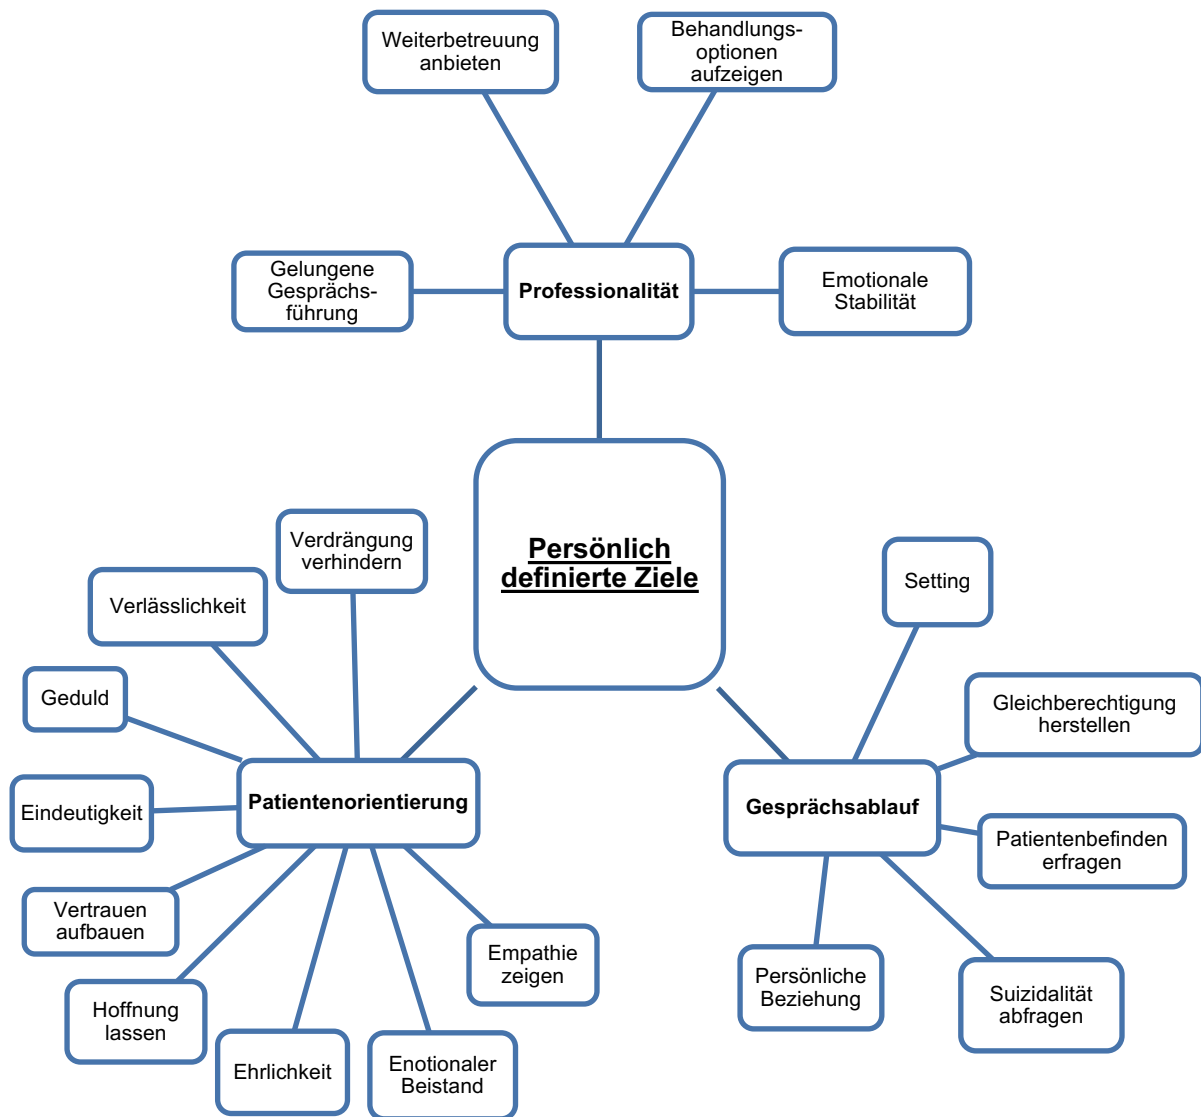 Weiterbetreuung
anbieten
Behandlungs-
optionen
aufzeigen
Gelungene
Gesprächs-
führung
Professionalität
Emotionale
Stabilität
Persönlich
definierte Ziele
Verdrängung
verhindern
Verlässlichkeit
Geduld
Eindeutigkeit
Patientenorientierung
Vertrauen
aufbauen
Hoffnung
lassen
Ehrlichkeit
Enotionaler
Beistand
Empathie
zeigen
Setting
Gleichberechtigung
herstellen
Gesprächsablauf
Patientenbefinden
erfragen
Persönliche
Beziehung
Suizidalität
abfragen